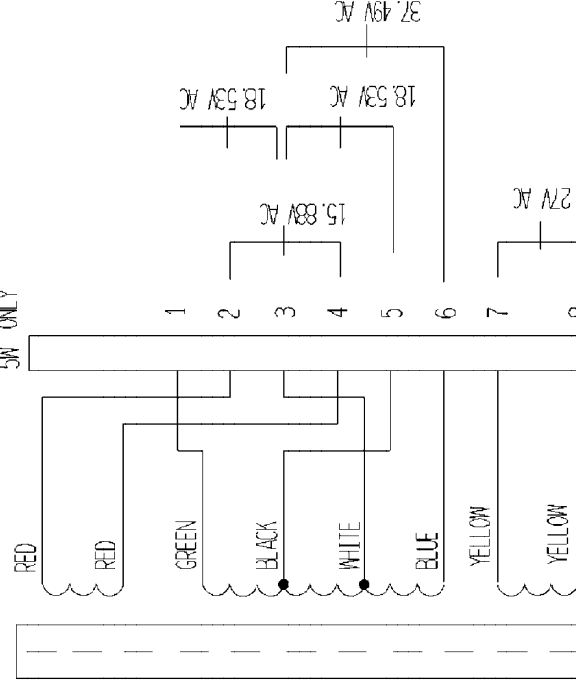 37.49V AC
18.53V AC
18.53V AC
15.88V AC
27V AC
5W ONLY
1
2
3
4
5
6
7
RED
RED
GREEN
BLACK
WHITE
BLUE
YELLOW
YELLOW